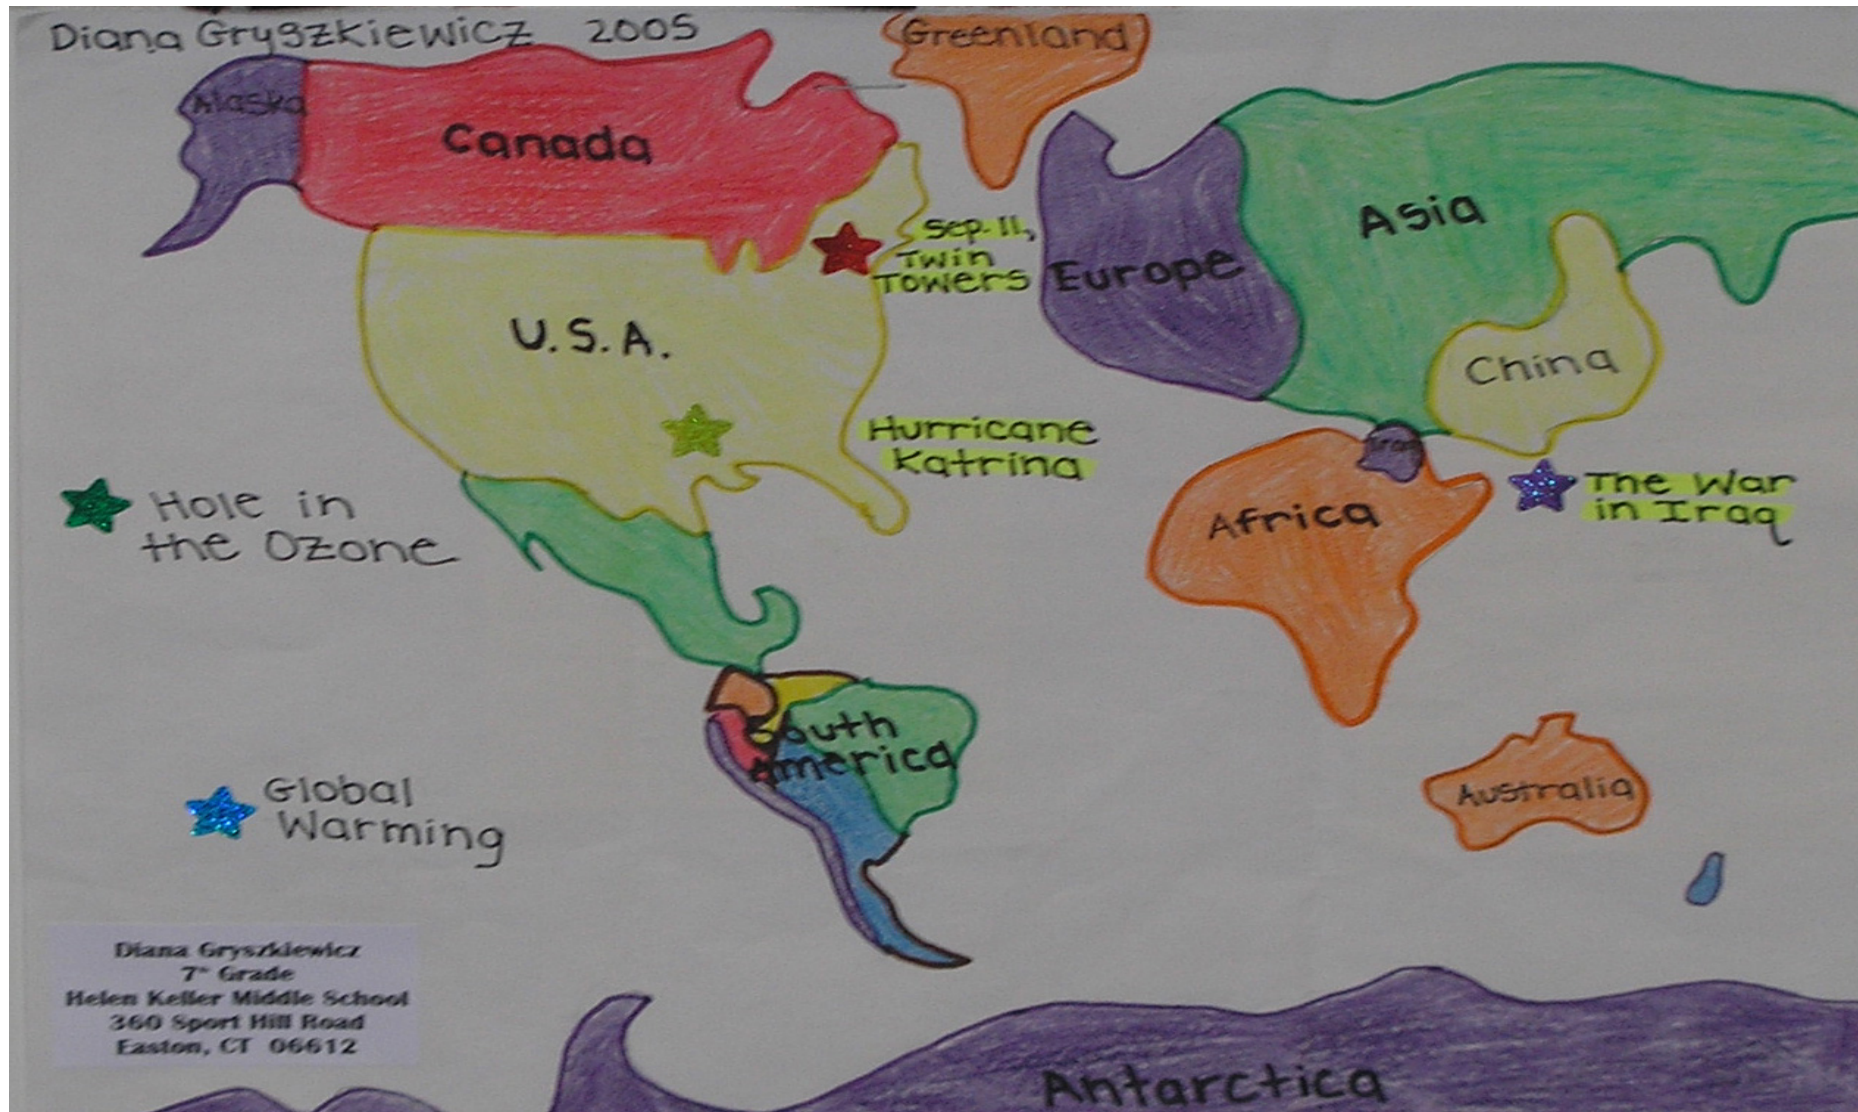 Diana Gryszkiewicz 2005
Greenland
Alaska
Canada
Asia
Sep. 11,
Twin
Towers
Europe
U.S.A.
China
Hurricane
Katrina
Iraq
The War
in Iraq
Hole in
the Ozone
Africa
South
America
Global
Warming
Australia
Diana Gryszkiewicz
7th Grade
Helen Keller Middle School
360 Sport Hill Road
Easton, CT 06612
Antarctica